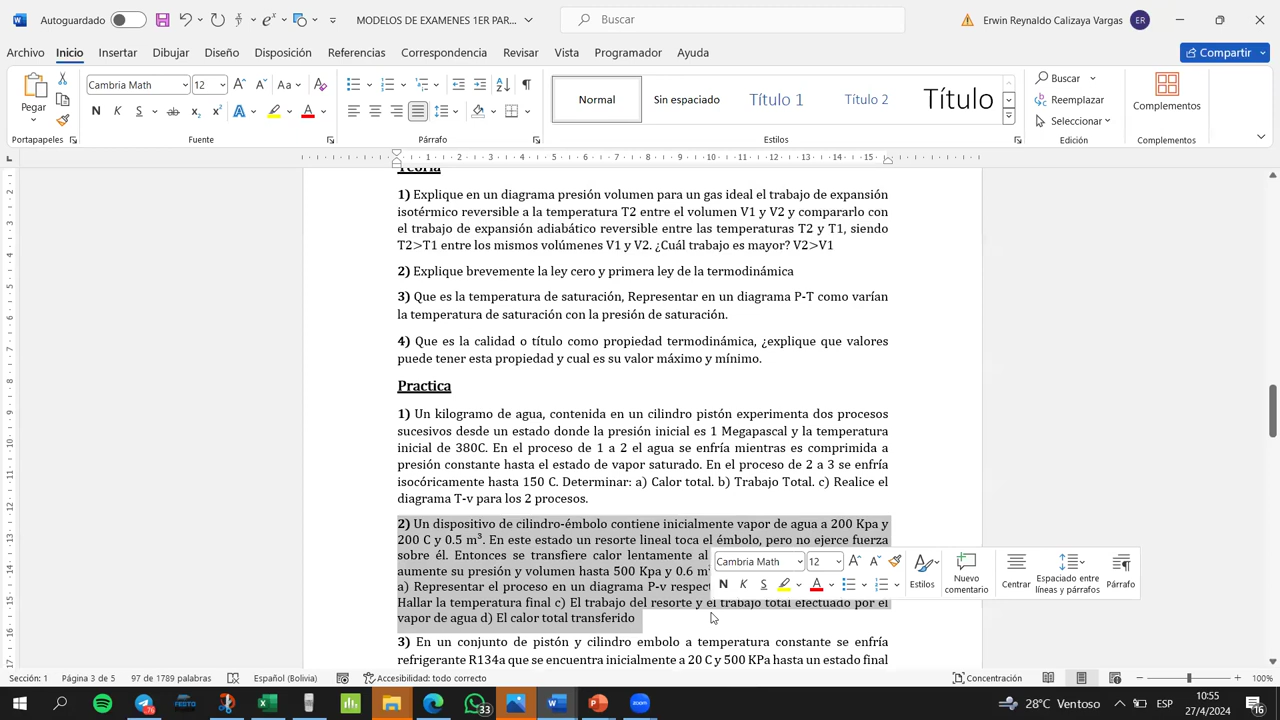 Autoguardado
MODELOS DE EXAMENES 1ER PAR...
Buscar
Erwin Reynaldo Calizaya Vargas
ER
Archivo Inicio Insertar Dibujar Diseño Disposición Referencias Correspondencia Revisar Vista Programador Ayuda
Compartir
Pegar
Cambria Math 12
Normal
Sin espaciado
Título 1
Título 2
Título
Buscar
Reemplazar
Seleccionar
Complementos
Portapapeles
Fuente
Párrafo
Estilos
Edición
Complementos
Teoría
1) Explique en un diagrama presión volumen para un gas ideal el trabajo de expansión
isotérmico reversible a la temperatura T2 entre el volumen V1 y V2 y compararlo con
el trabajo de expansión adiabático reversible entre las temperaturas T2 y T1, siendo
T2>T1 entre los mismos volúmenes V1 y V2. ¿Cuál trabajo es mayor? V2>V1
2) Explique brevemente la ley cero y primera ley de la termodinámica
3) Que es la temperatura de saturación, Representar en un diagrama P-T como varían
la temperatura de saturación con la presión de saturación.
4) Que es la calidad o título como propiedad termodinámica, ¿explique que valores
puede tener esta propiedad y cual es su valor máximo y mínimo.
Practica
1) Un kilogramo de agua, contenida en un cilindro pistón experimenta dos procesos
sucesivos desde un estado donde la presión inicial es 1 Megapascal y la temperatura
inicial de 380C. En el proceso de 1 a 2 el agua se enfría mientras es comprimida a
presión constante hasta el estado de vapor saturado. En el proceso de 2 a 3 se enfría
isocóricamente hasta 150 C. Determinar: a) Calor total. b) Trabajo Total. c) Realice el
diagrama T-v para los 2 procesos.
2) Un dispositivo de cilindro-émbolo contiene inicialmente vapor de agua a 200 Kpa y
200 C y 0.5 m³. En este estado un resorte lineal toca el émbolo, pero no ejerce fuerza
sobre él. Entonces se transfiere calor lentamente al
aumente su presión y volumen hasta 500 Kpa y 0.6 m
a) Representar el proceso en un diagrama P-v respec
Hallar la temperatura final c) El trabajo del resorte y el trabajo total efectuado por el
vapor de agua d) El calor total transferido
Cambria Math 12
Estilos
Nuevo
comentario
Centrar
Espaciado entre
líneas y párrafos
Párrafo
3) En un conjunto de pistón y cilindro embolo a temperatura constante se enfría
refrigerante R134a que se encuentra inicialmente a 20 C y 500 KPa hasta un estado final
Sección: 1 Página 3 de 5 97 de 1789 palabras Español (Bolivia) Accesibilidad: todo correcto
Concentración
100%
28°C Ventoso
ESP
10:55
27/4/2024